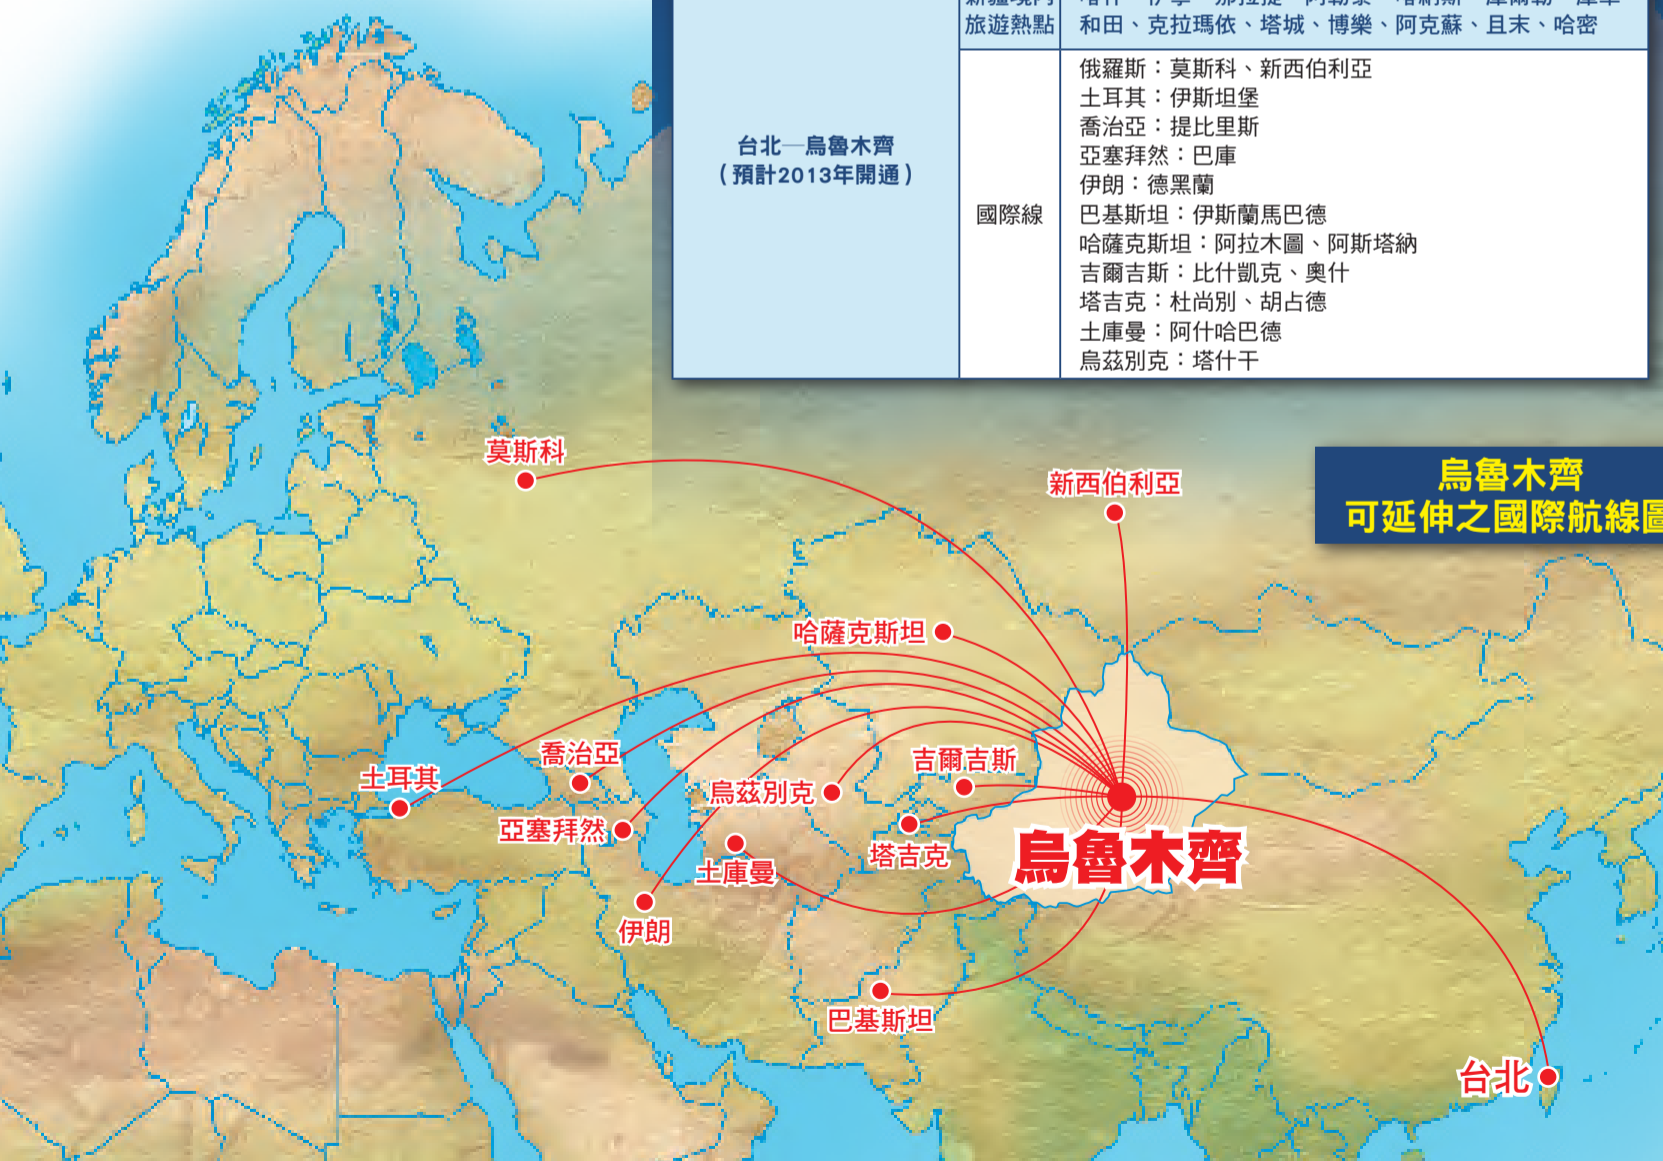 旅遊熱點
和田、克拉瑪依、塔城、博樂、阿克蘇、且末、哈密
台北─烏魯木齊
（預計2013年開通）
國際線
俄羅斯：莫斯科、新西伯利亞
土耳其：伊斯坦堡
喬治亞：提比里斯
亞塞拜然：巴庫
伊朗：德黑蘭
巴基斯坦：伊斯蘭馬巴德
哈薩克斯坦：阿拉木圖、阿斯塔納
吉爾吉斯：比什凱克、奧什
塔吉克：杜尚別、胡占德
土庫曼：阿什哈巴德
烏茲別克：塔什干
烏魯木齊
可延伸之國際航線圖
莫斯科
新西伯利亞
哈薩克斯坦
喬治亞
吉爾吉斯
土耳其
烏茲別克
亞塞拜然
塔吉克
土庫曼
烏魯木齊
伊朗
巴基斯坦
台北